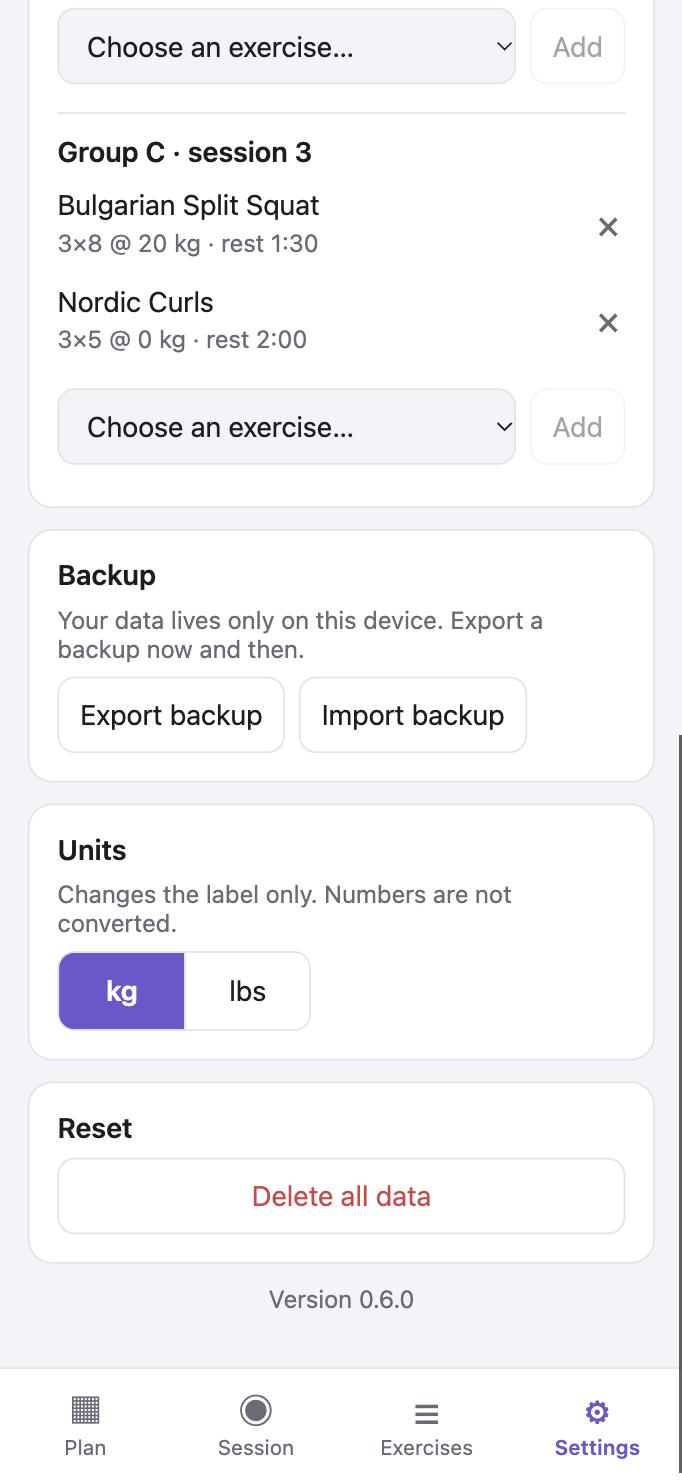 Choose an exercise...
Add
Group C · session 3
Bulgarian Split Squat
3×8 @ 20 kg · rest 1:30
×
Nordic Curls
3×5 @ 0 kg · rest 2:00
×
Choose an exercise...
Add
Backup
Your data lives only on this device. Export a
backup now and then.
Export backup
Import backup
Units
Changes the label only. Numbers are not
converted.
kg
lbs
Reset
Delete all data
Version 0.6.0
Plan
Session
Exercises
Settings